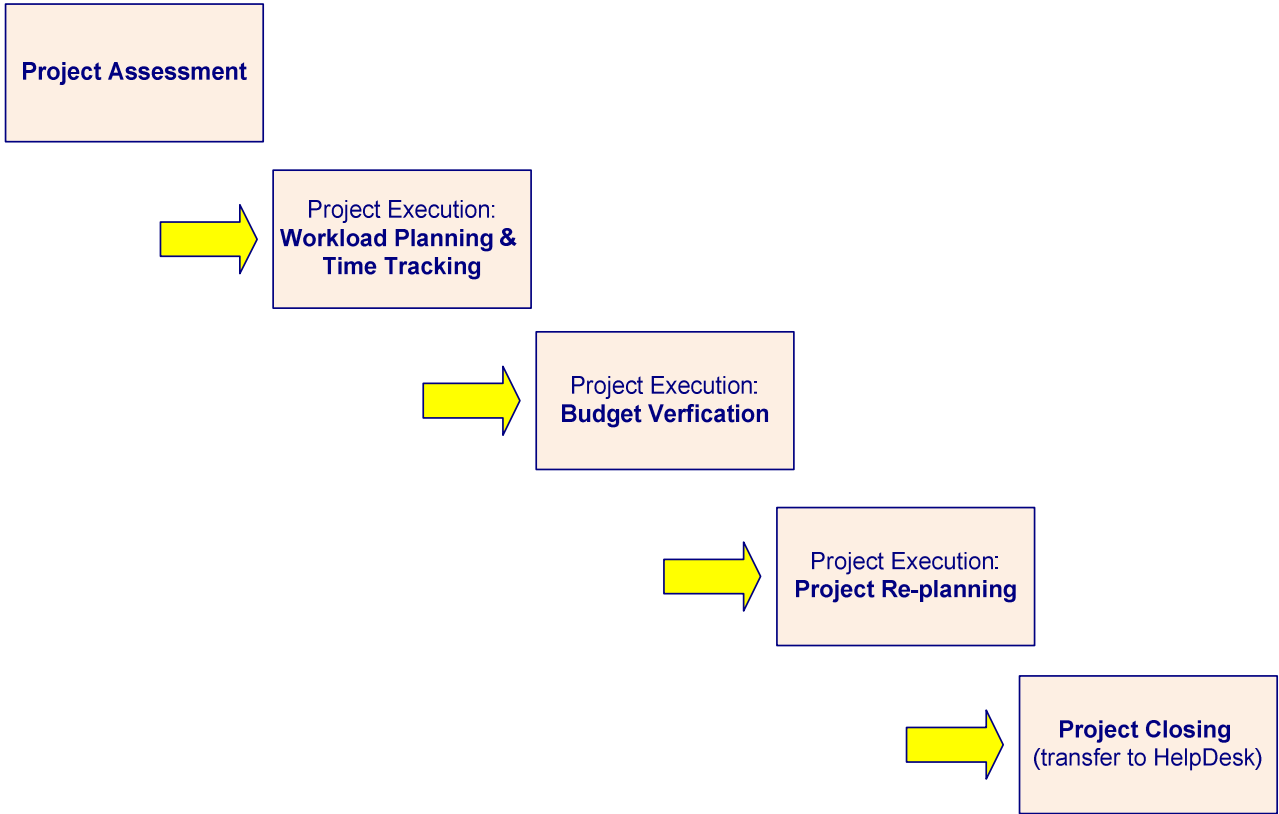 Project Assessment
Project Execution:
Workload Planning &
Time Tracking
Project Execution:
Budget Verfication
Project Execution:
Project Re-planning
Project Closing
(transfer to HelpDesk)